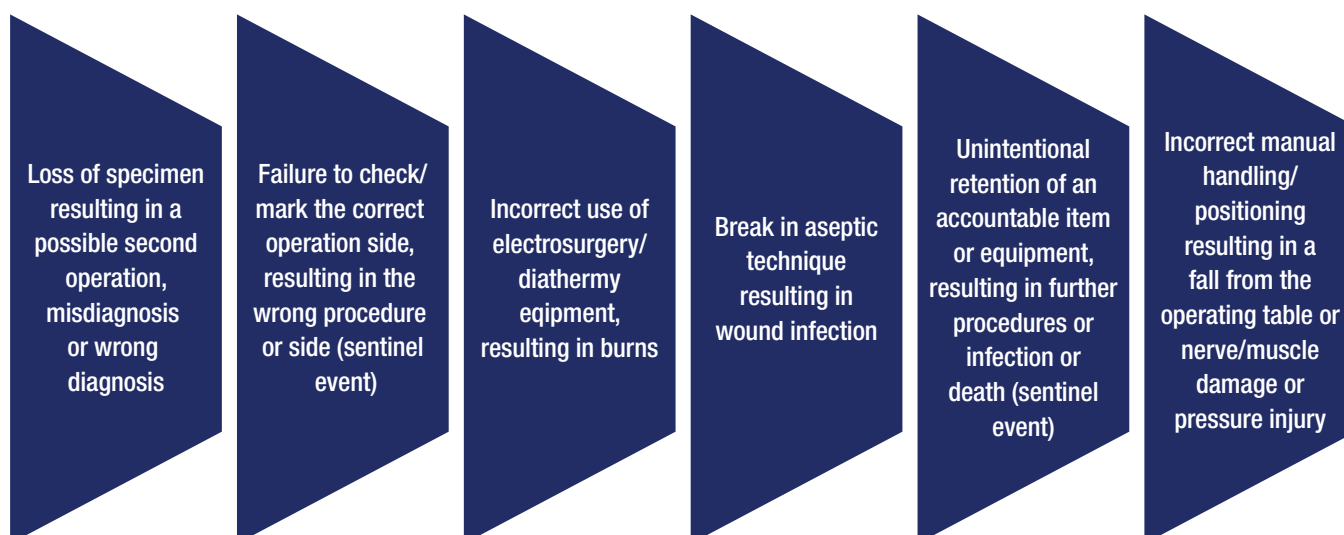 Loss of specimen
resulting in a
possible second
operation,
misdiagnosis
or wrong
diagnosis
Failure to check/
mark the correct
operation side,
resulting in the
wrong procedure
or side (sentinel
event)
Incorrect use of
electrosurgery/
diathermy
eqipment,
resulting in burns
Break in aseptic
technique
resulting in
wound infection
Unintentional
retention of an
accountable item
or equipment,
resulting in further
procedures or
infection or
death (sentinel
event)
Incorrect manual
handling/
positioning
resulting in a
fall from the
operating table or
nerve/muscle
damage or
pressure injury